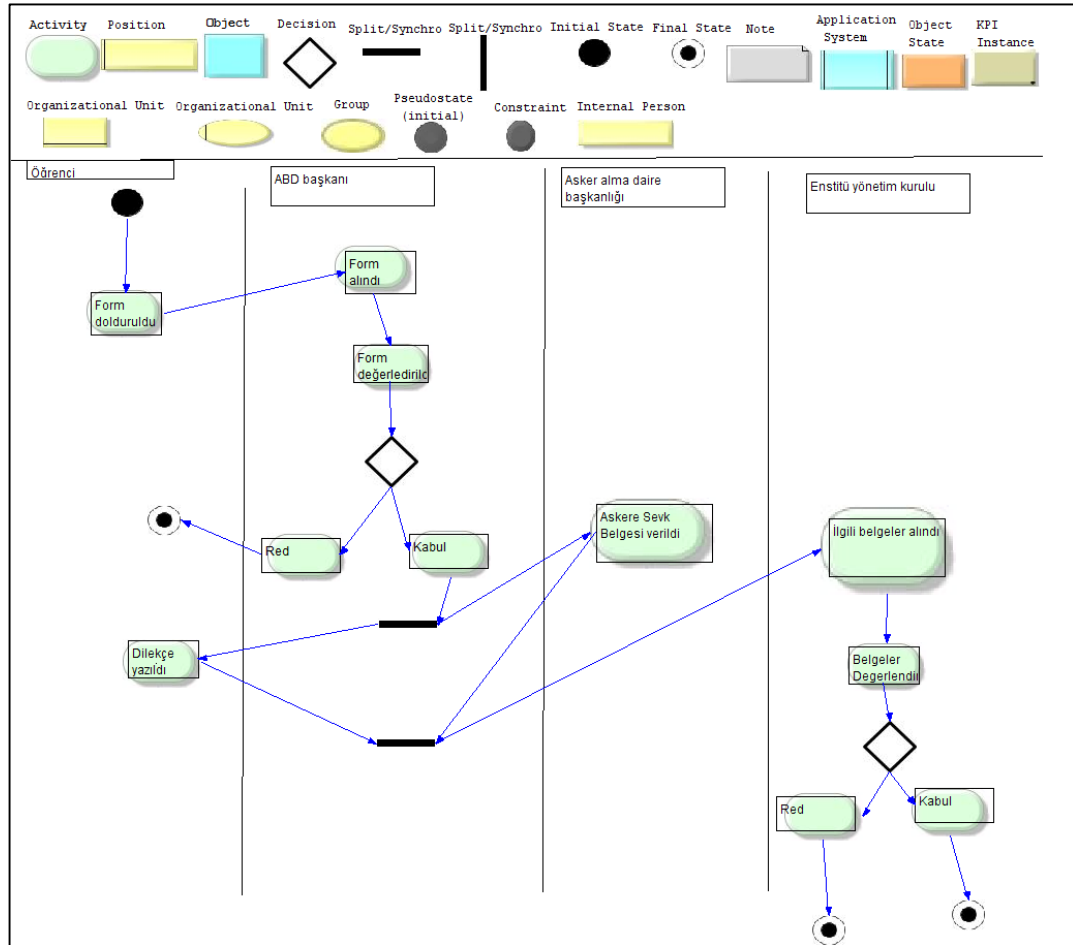 Activity
Position
Object
Decision
Split/Synchro
Split/Synchro
Initial State
Final State
Note
Application
System
Object
State
KPI
Instance
Organizational Unit
Organizational Unit
Group
Pseudostate
(initial)
Constraint
Internal Person
Öğrenci
ABD başkanı
Asker alma daire
başkanlığı
Enstitü yönetim kurulu
Form
alındı
Form
dolduruldu
Form
değerledirilc
Askere Sevk
Belgesi verildi
İlgili belgeler alındı
Red
Kabul
Dilekçe
yazıldı
Belgeler
Degerlendir
Red
Kabul